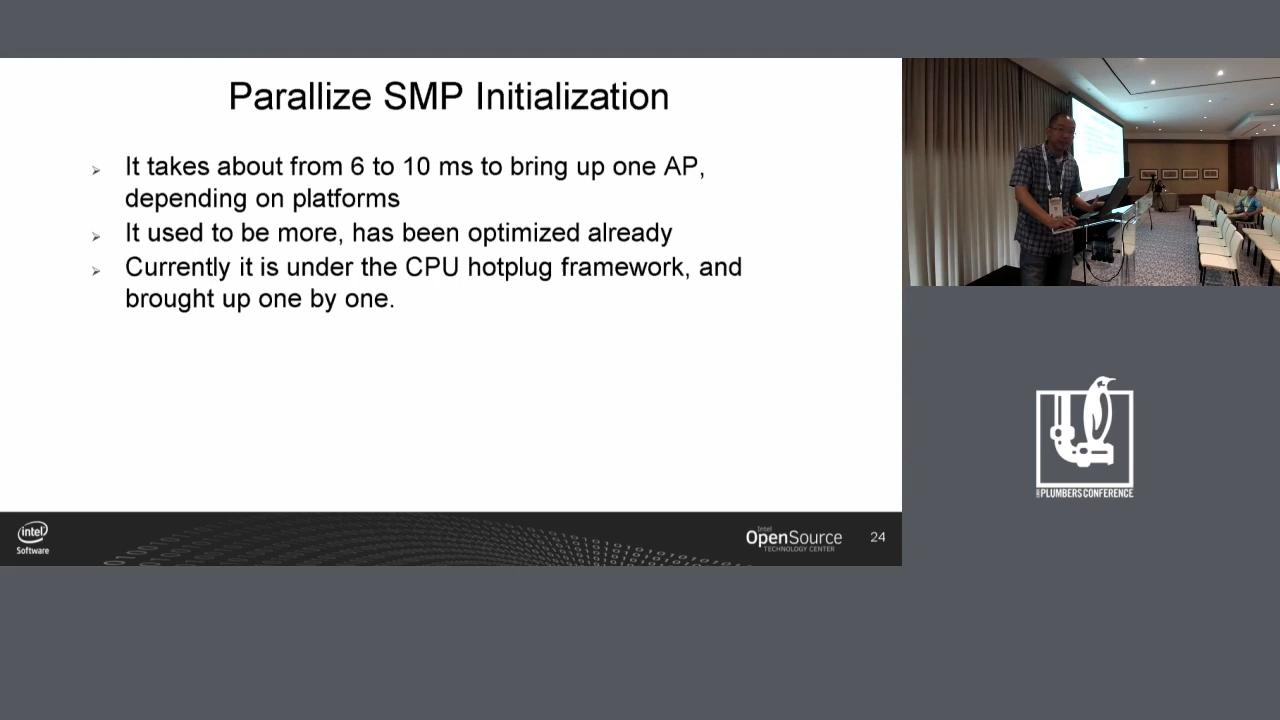 Parallize SMP Initialization
It takes about from 6 to 10 ms to bring up one AP,
depending on platforms
It used to be more, has been optimized already
Currently it is under the CPU hotplug framework, and
brought up one by one.
intel
Software
Intel
OpenSource
TECHNOLOGY CENTER
24
PLUMBERS CONFERENCE